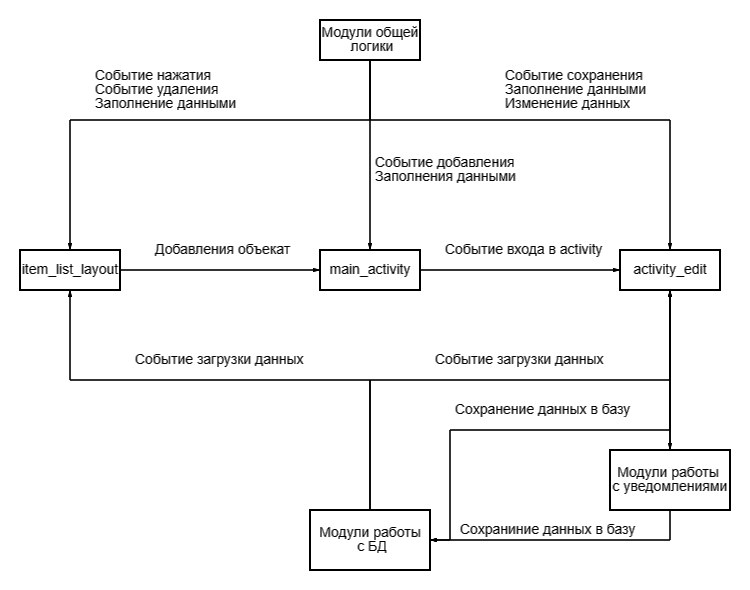 Модули общей
логики
Событие нажатия
Событие удаления
Заполнение данными
Событие сохранения
Заполнение данными
Изменение данных
Событие добавления
Заполнения данными
item_list_layout
Добавления объекат
main_activity
Событие входа в activity
activity_edit
Событие загрузки данных
Событие загрузки данных
Сохранение данных в базу
Модули работы
с уведомлениями
Модули работы
с БД
Сохраниние данных в базу